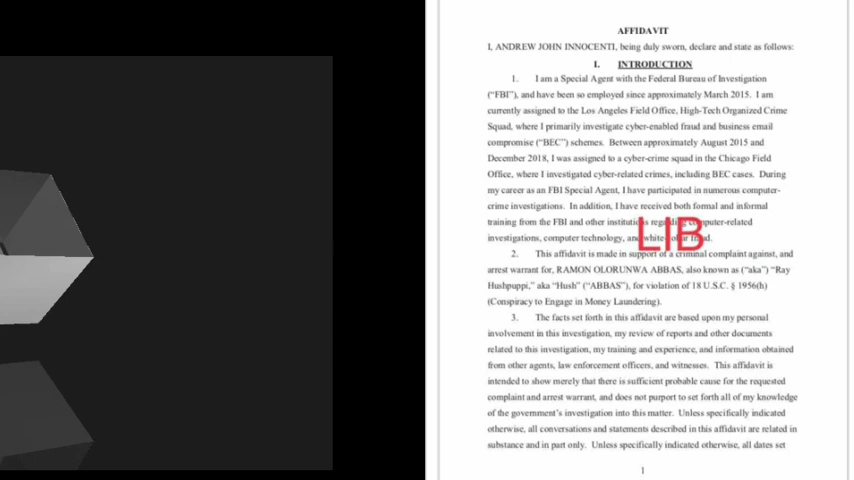 AFFIDAVIT
I, ANDREW JOHN INNOCENTI, being duly sworn, declare and state as follows:
I. INTRODUCTION
1. I am a Special Agent with the Federal Bureau of Investigation
(“FBI”), and have been so employed since approximately March 2015. I am
currently assigned to the Los Angeles Field Office, High-Tech Organized Crime
Squad, where I primarily investigate cyber-enabled fraud and business email
compromise (“BEC”) schemes. Between approximately August 2015 and
December 2018, I was assigned to a cyber-crime squad in the Chicago Field
Office, where I investigated cyber-related crimes, including BEC cases. During
my career as an FBI Special Agent, I have participated in numerous computer-
crime investigations. In addition, I have received both formal and informal
training from the FBI and other institutions regarding computer-related
investigations, computer technology, and white-collar fraud.
LIB
2. This affidavit is made in support of a criminal complaint against, and
arrest warrant for, RAMON OLORUNWA ABBAS, also known as (“aka”) “Ray
Hushpuppi,” aka “Hush” (“ABBAS”), for violation of 18 U.S.C. § 1956(h)
(Conspiracy to Engage in Money Laundering).
3. The facts set forth in this affidavit are based upon my personal
involvement in this investigation, my review of reports and other documents
related to this investigation, my training and experience, and information obtained
from other agents, law enforcement officers, and witnesses. This affidavit is
intended to show merely that there is sufficient probable cause for the requested
complaint and arrest warrant, and does not purport to set forth all of my knowledge
of the government’s investigation into this matter. Unless specifically indicated
otherwise, all conversations and statements described in this affidavit are related in
substance and in part only. Unless specifically indicated otherwise, all dates set
1